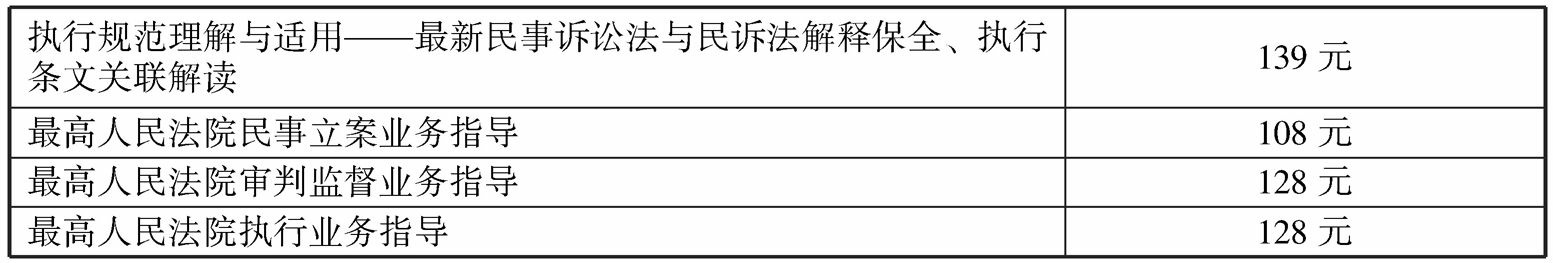 执行规范理解与适用——最新民事诉讼法与民诉法解释保全、执行
条文关联解读
139 元
最高人民法院民事立案业务指导 108 元
最高人民法院审判监督业务指导 128 元
最高人民法院执行业务指导 128 元